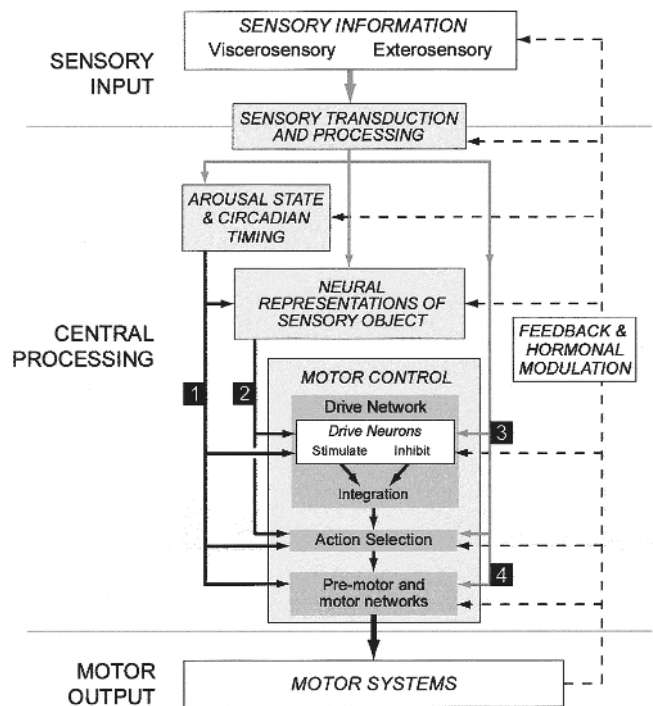 SENSORY INFORMATION
Viscerosensory Exterosensory
SENSORY
INPUT
SENSORY TRANSDUCTION
AND PROCESSING
AROUSAL STATE
& CIRCADIAN
TIMING
NEURAL
REPRESENTATIONS OF
SENSORY OBJECT
CENTRAL
PROCESSING
FEEDBACK &
HORMONAL
MODULATION
1
2
MOTOR CONTROL
Drive Network
Drive Neurons
Stimulate Inhibit
3
Integration
Action Selection
4
Pre-motor and
motor networks
MOTOR
OUTPUT
MOTOR SYSTEMS